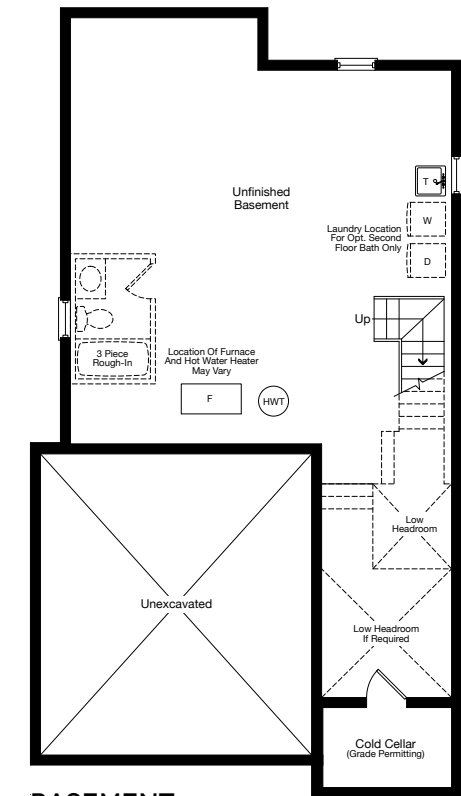 Unfinished
Basement
T
W
Laundry Location
For Opt. Second
Floor Bath Only
D
Up
3 Piece
Rough-In
Location Of Furnace
And Hot Water Heater
May Vary
F
HWT
Low
Headroom
Unexcavated
Low Headroom
If Required
Cold Cellar
(Grade Permitting)
BASEMENT